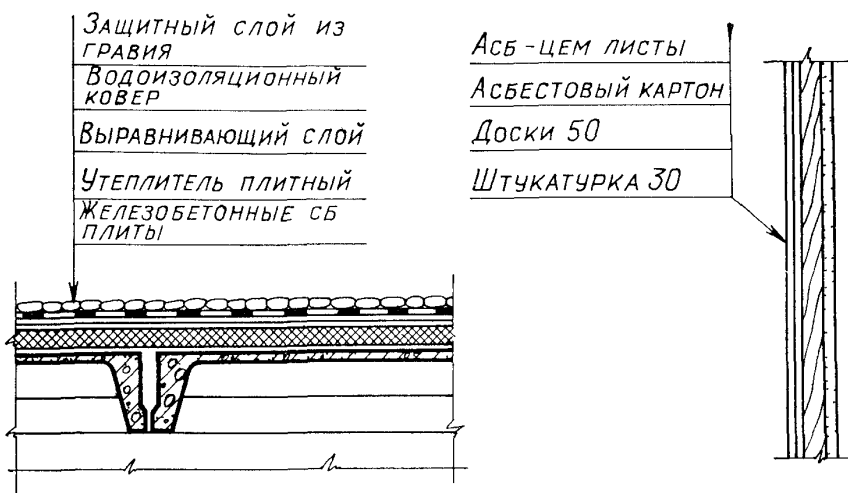 Защитный слой из
гравия
Водоизоляционный
ковер
Выравнивающий слой
Утеплитель плитный
Железобетонные сб
плиты
Асб-цем листы
Асбестовый картон
Доски 50
Штукатурка 30